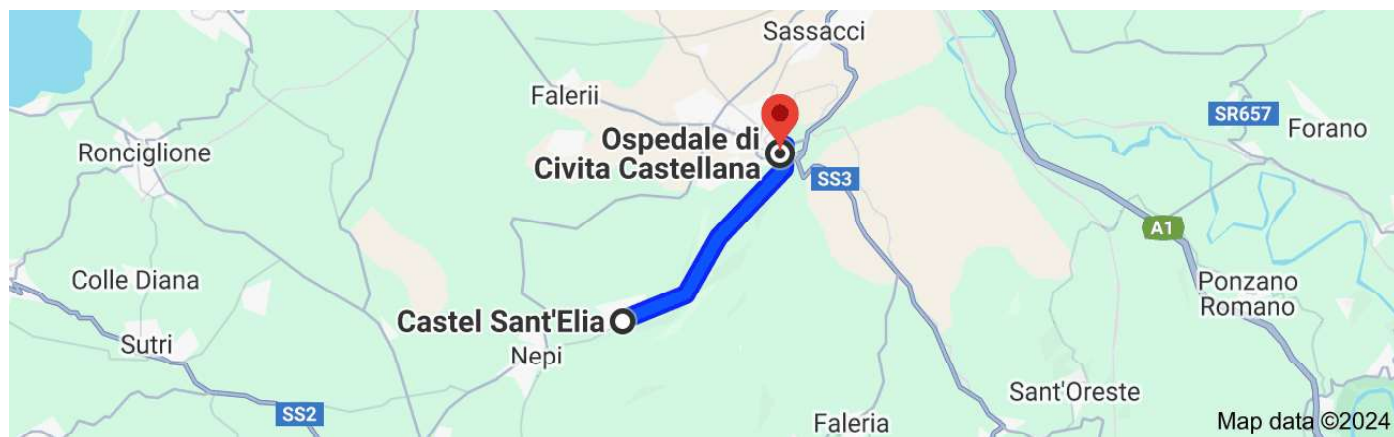 Sassacci
Falerii
SR657
Forano
Ospedale di
Civita Castellana
Ronciglione
SS3
A1
Colle Diana
Ponzano
Romano
Castel Sant'Elia
Sutri
Nepi
Sant'Oreste
SS2
Faleria
Map data ©2024